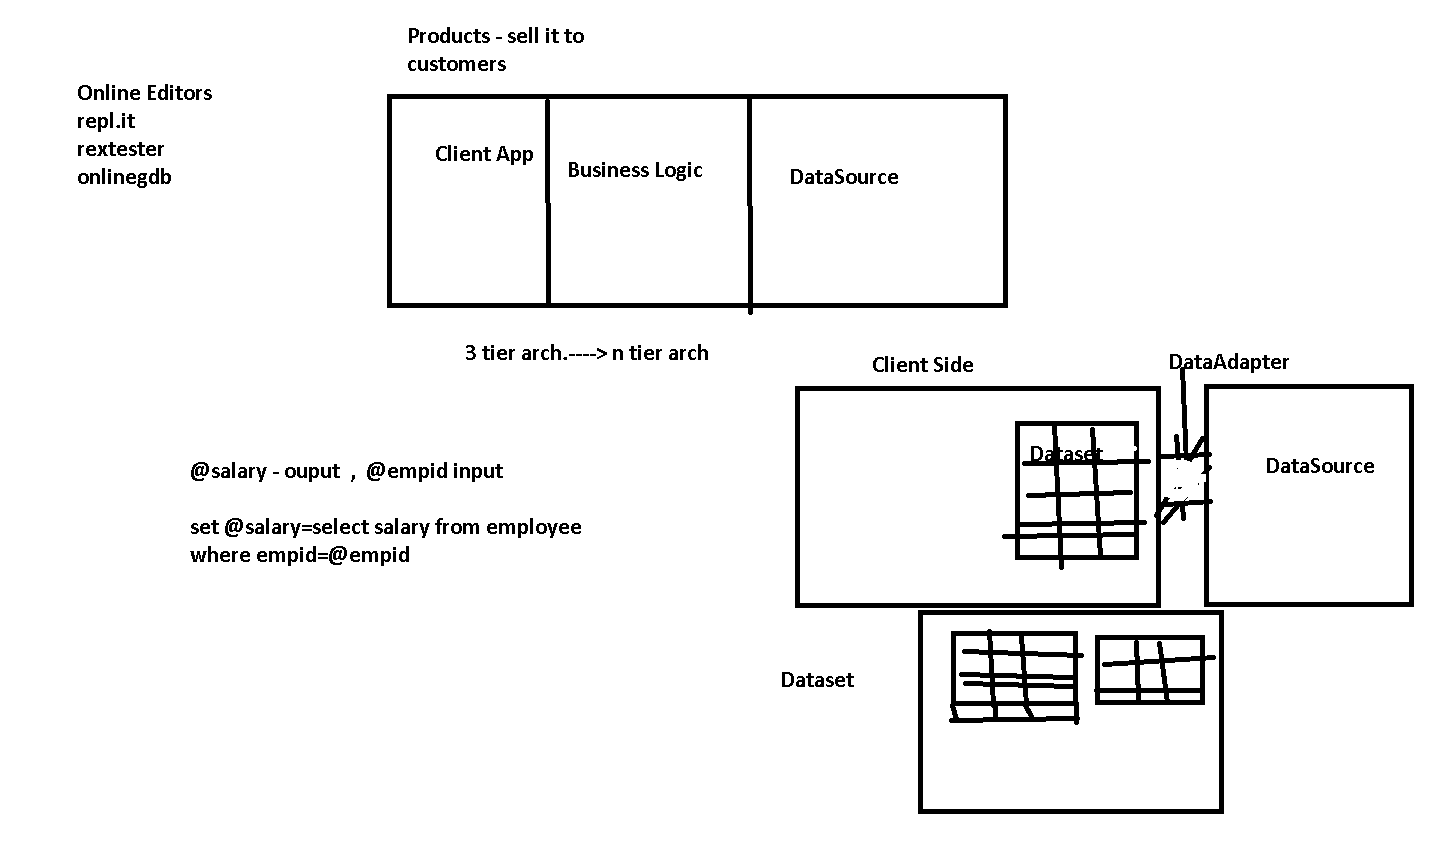 Products - sell it to
customers
Online Editors
repl.it
rextester
onlinegdb
Client App
Business Logic
DataSource
3 tier arch.----> n tier arch
Client Side
DataAdapter
Dataset
DataSource
@salary - ouput , @empid input
set @salary=select salary from employee
where empid=@empid
Dataset